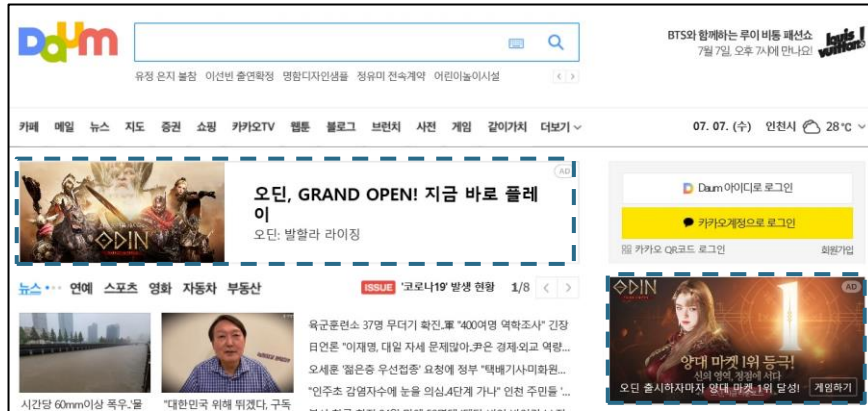 Daum
BTS와 함께하는 루이 비통 패션쇼
7월 7일, 오후 7시에 만나요!
louis vuitton
유정 은지 불참 이선빈 출연확정 명함디자인샘플 정유미 전속계약 어린이놀이시설
카페 메일 뉴스 지도 증권 쇼핑 카카오TV 웹툰 블로그 브런치 사전 게임 같이가치 더보기
07. 07. (수) 인천시 28°C
AD
오딘, GRAND OPEN! 지금 바로 플레
이
오딘: 발할라 라이징
ODIN
Daum 아이디로 로그인
카카오계정으로 로그인
카카오 QR코드 로그인 회원가입
뉴스 연예 스포츠 영화 자동차 부동산
ISSUE '코로나19' 발생 현황 1/8
육군훈련소 37명 무더기 확진..軍 "400여명 역학조사" 긴장
日언론 "이재명, 대일 자세 문제많아..尹은 경제·외교 역량...
오세훈 '젊은층 우선접종' 요청에 정부 "택배기사·미화원...
"인주초 감염자수에 눈을 의심..4단계 가나" 인천 주민들 '...
시간당 60mm이상 폭우..'물
"대한민국 위해 뛰겠다, 구독
ODIN
AD
양대 마켓 1위 등극!
신의 영역, 정점에 서다
오딘 출시하자마자 양대 마켓 1위 달성!
게임하기